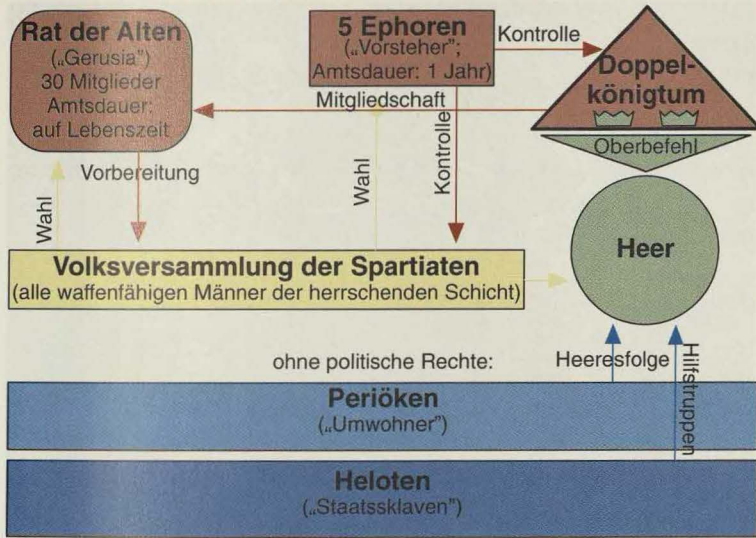 Rat der Alten
(„Gerusia”)
30 Mitglieder
Amtsdauer:
auf Lebenszeit
5 Ephoren
(„Vorsteher”;
Amtsdauer: 1 Jahr)
Kontrolle
Doppel-
königtum
Mitgliedschaft
Oberbefehl
Vorbereitung
Wahl
Wahl
Kontrolle
Heer
Volksversammlung der Spartiaten
(alle waffenfähigen Männer der herrschenden Schicht)
ohne politische Rechte:
Heeresfolge
Hilfstruppen
Periöken
(„Umwohner”)
Heloten
(„Staatssklaven”)